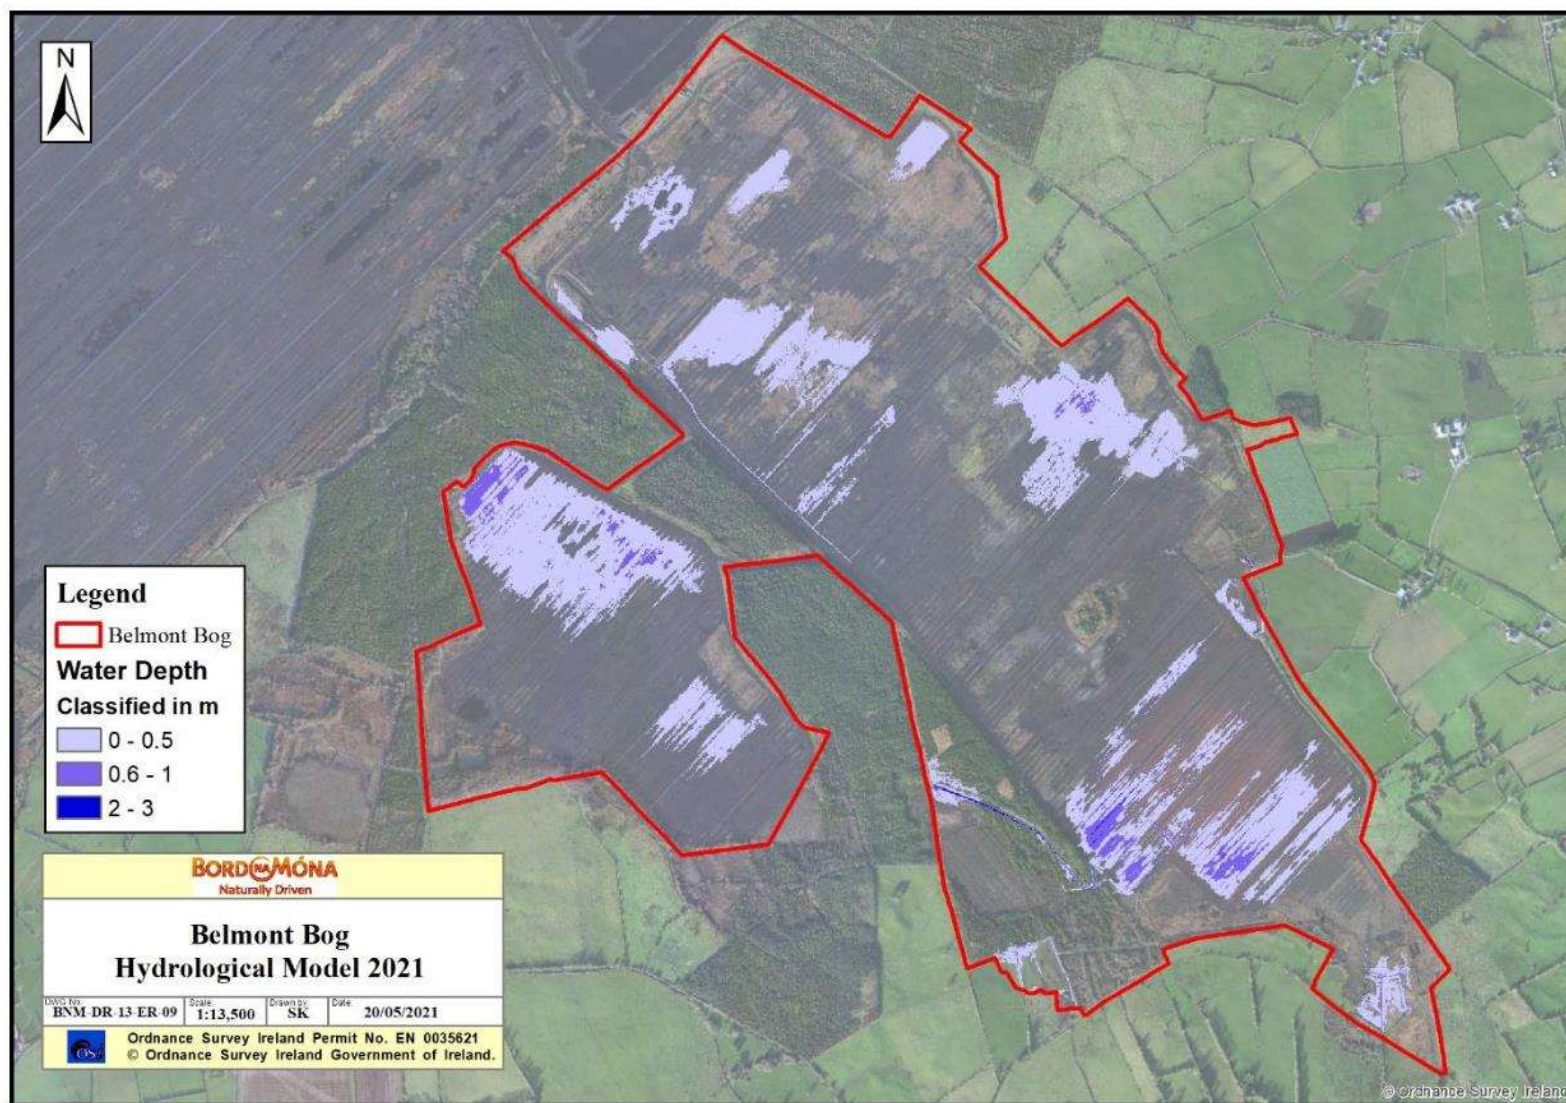 N
Legend
Belmont Bog
Water Depth
Classified in m
0 - 0.5
0.6 - 1
2 - 3
BORD NA MÓNA
Naturally Driven
Belmont Bog
Hydrological Model 2021
DWG No:
BNM-DR-13-ER-09
Scale:
1:13,500
Drawn by:
SK
Date:
20/05/2021
OSi
Ordnance Survey Ireland Permit No. EN 0035621
© Ordnance Survey Ireland Government of Ireland.
© Ordnance Survey Ireland